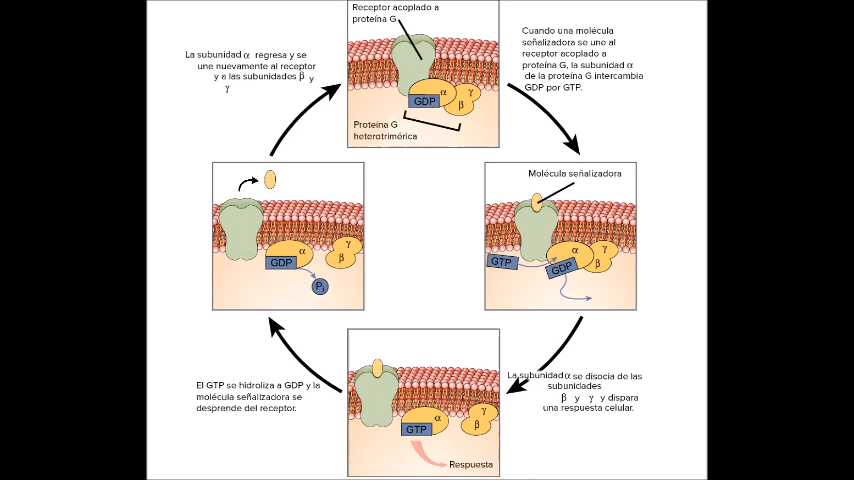 Receptor acoplado a
proteína G
α
GDP
γ
β
Proteína G
heterotrimérica
Cuando una molécula
señalizadora se une al
receptor acoplado a
proteína G, la subunidad α
de la proteína G intercambia
GDP por GTP.
Molécula señalizadora
GTP
GDP
α
γ
β
La subunidad α se disocia de las
subunidades
β y γ y dispara
una respuesta celular.
α
GTP
γ
β
Respuesta
El GTP se hidroliza a GDP y la
molécula señalizadora se
desprende del receptor.
α
GDP
γ
β
Pi
La subunidad α regresa y se
une nuevamente al receptor
y a las subunidades β y
γ